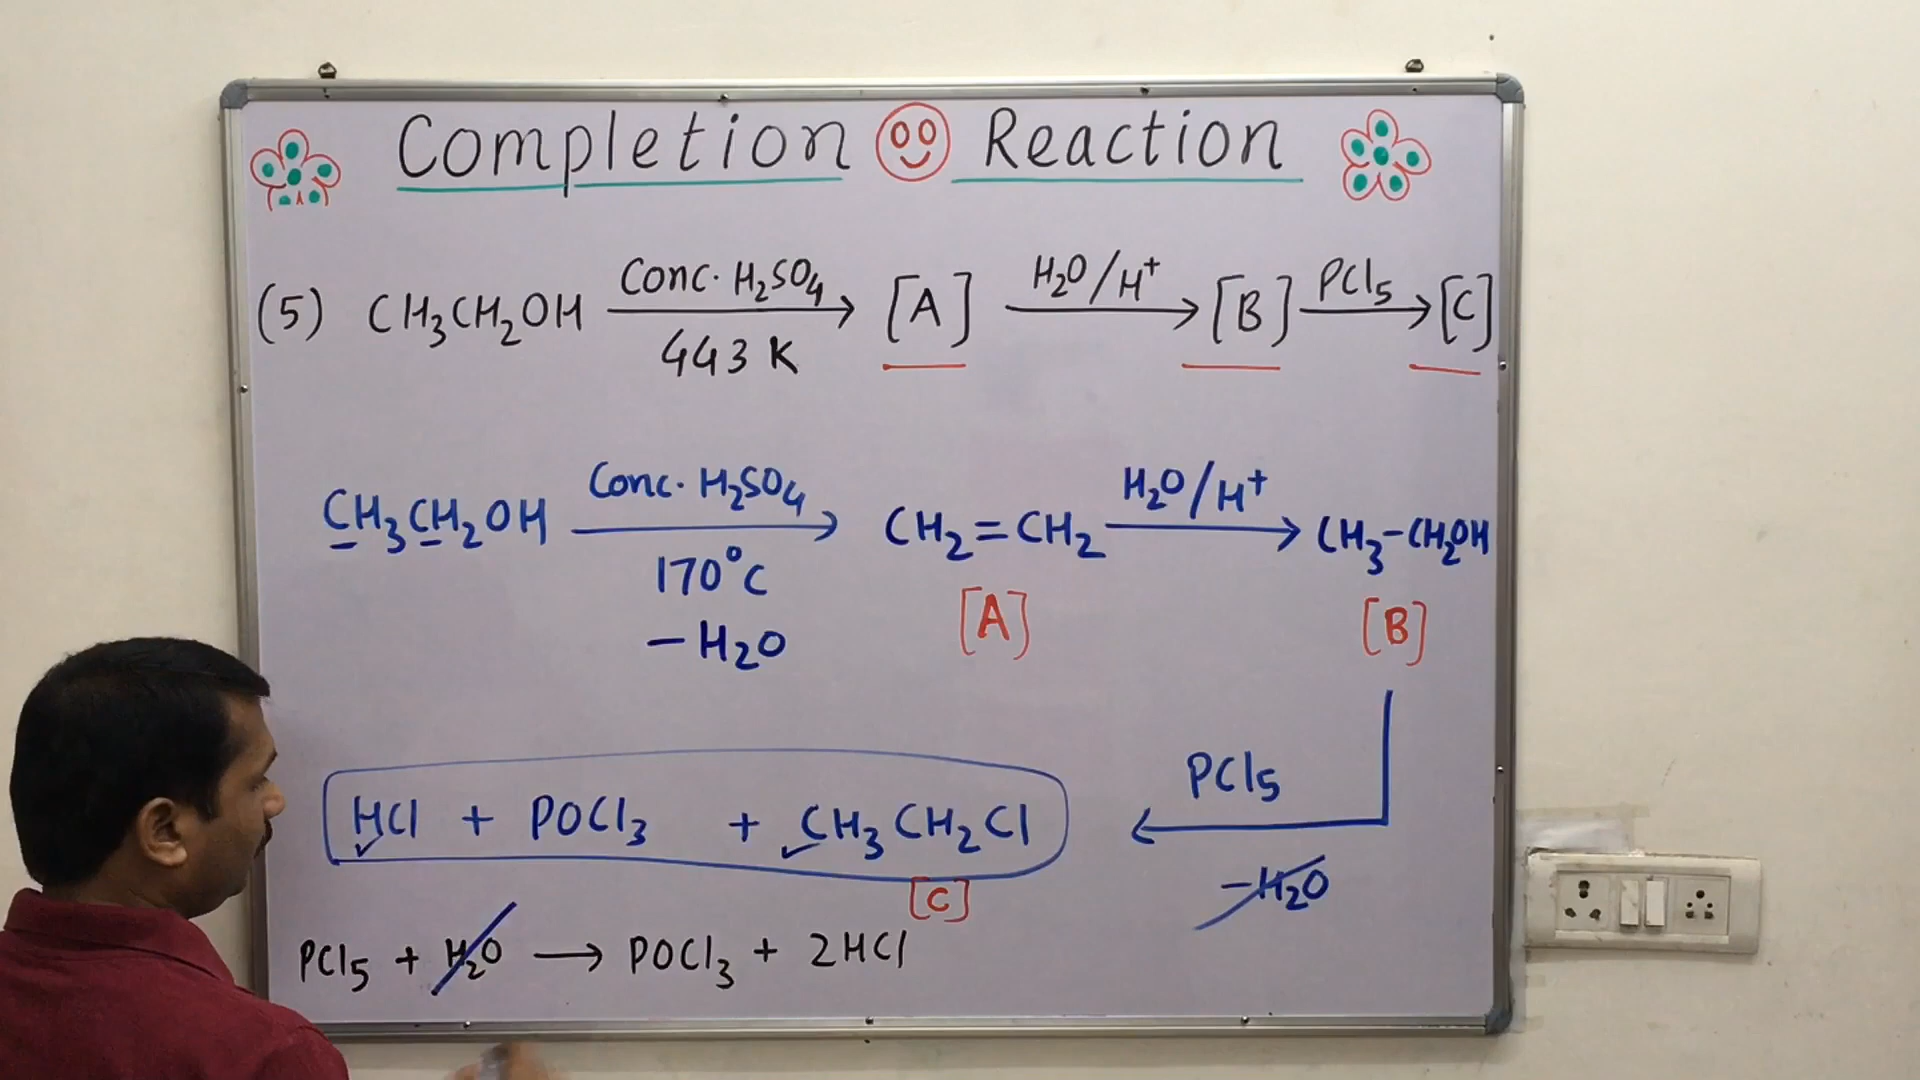 Completion Reaction
(5) CH₃CH₂OH Conc. H₂SO₄ 443 K → [A] H₂O/H⁺ → [B] PCl₅ → [C]
CH₃CH₂OH Conc. H₂SO₄ → CH₂=CH₂ H₂O/H⁺ → CH₃-CH₂OH
170°C
-H₂O
[A] [B]
PCl₅
HCl + POCl₃ + CH₃CH₂Cl ←
-H₂O
[C]
PCl₅ + H₂O → POCl₃ + 2HCl